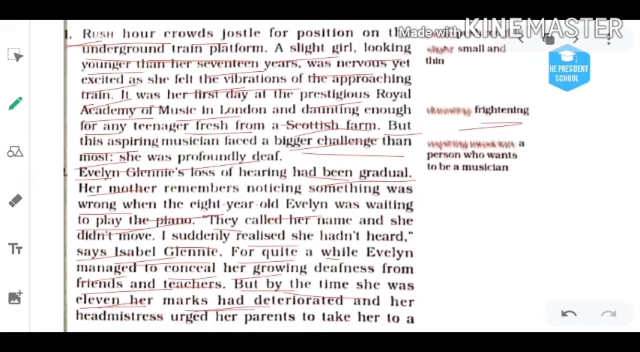 Made with KINEMASTER
1. RUSH hour crowds jostle for position on the
underground train platform. A slight girl, looking
younger than her seventeen years, was nervous yet
excited as she felt the vibrations of the approaching
train. It was her first day at the prestigious Royal
Academy of Music in London and daunting enough
for any teenager fresh from a Scottish farm. But
this aspiring musician faced a bigger challenge than
most: she was profoundly deaf.
Evelyn Glennie's loss of hearing had been gradual.
Her mother remembers noticing something was
wrong when the eight-year-old Evelyn was waiting
to play the piano. "They called her name and she
didn't move. I suddenly realised she hadn't heard,"
says Isabel Glennie. For quite a while Evelyn
managed to conceal her growing deafness from
friends and teachers. But by the time she was
eleven her marks had deteriorated and her
headmistress urged her parents to take her to a
small and
thin
frightening
a
person who wants
to be a musician
THE PRESIDENT
SCHOOL
Tт